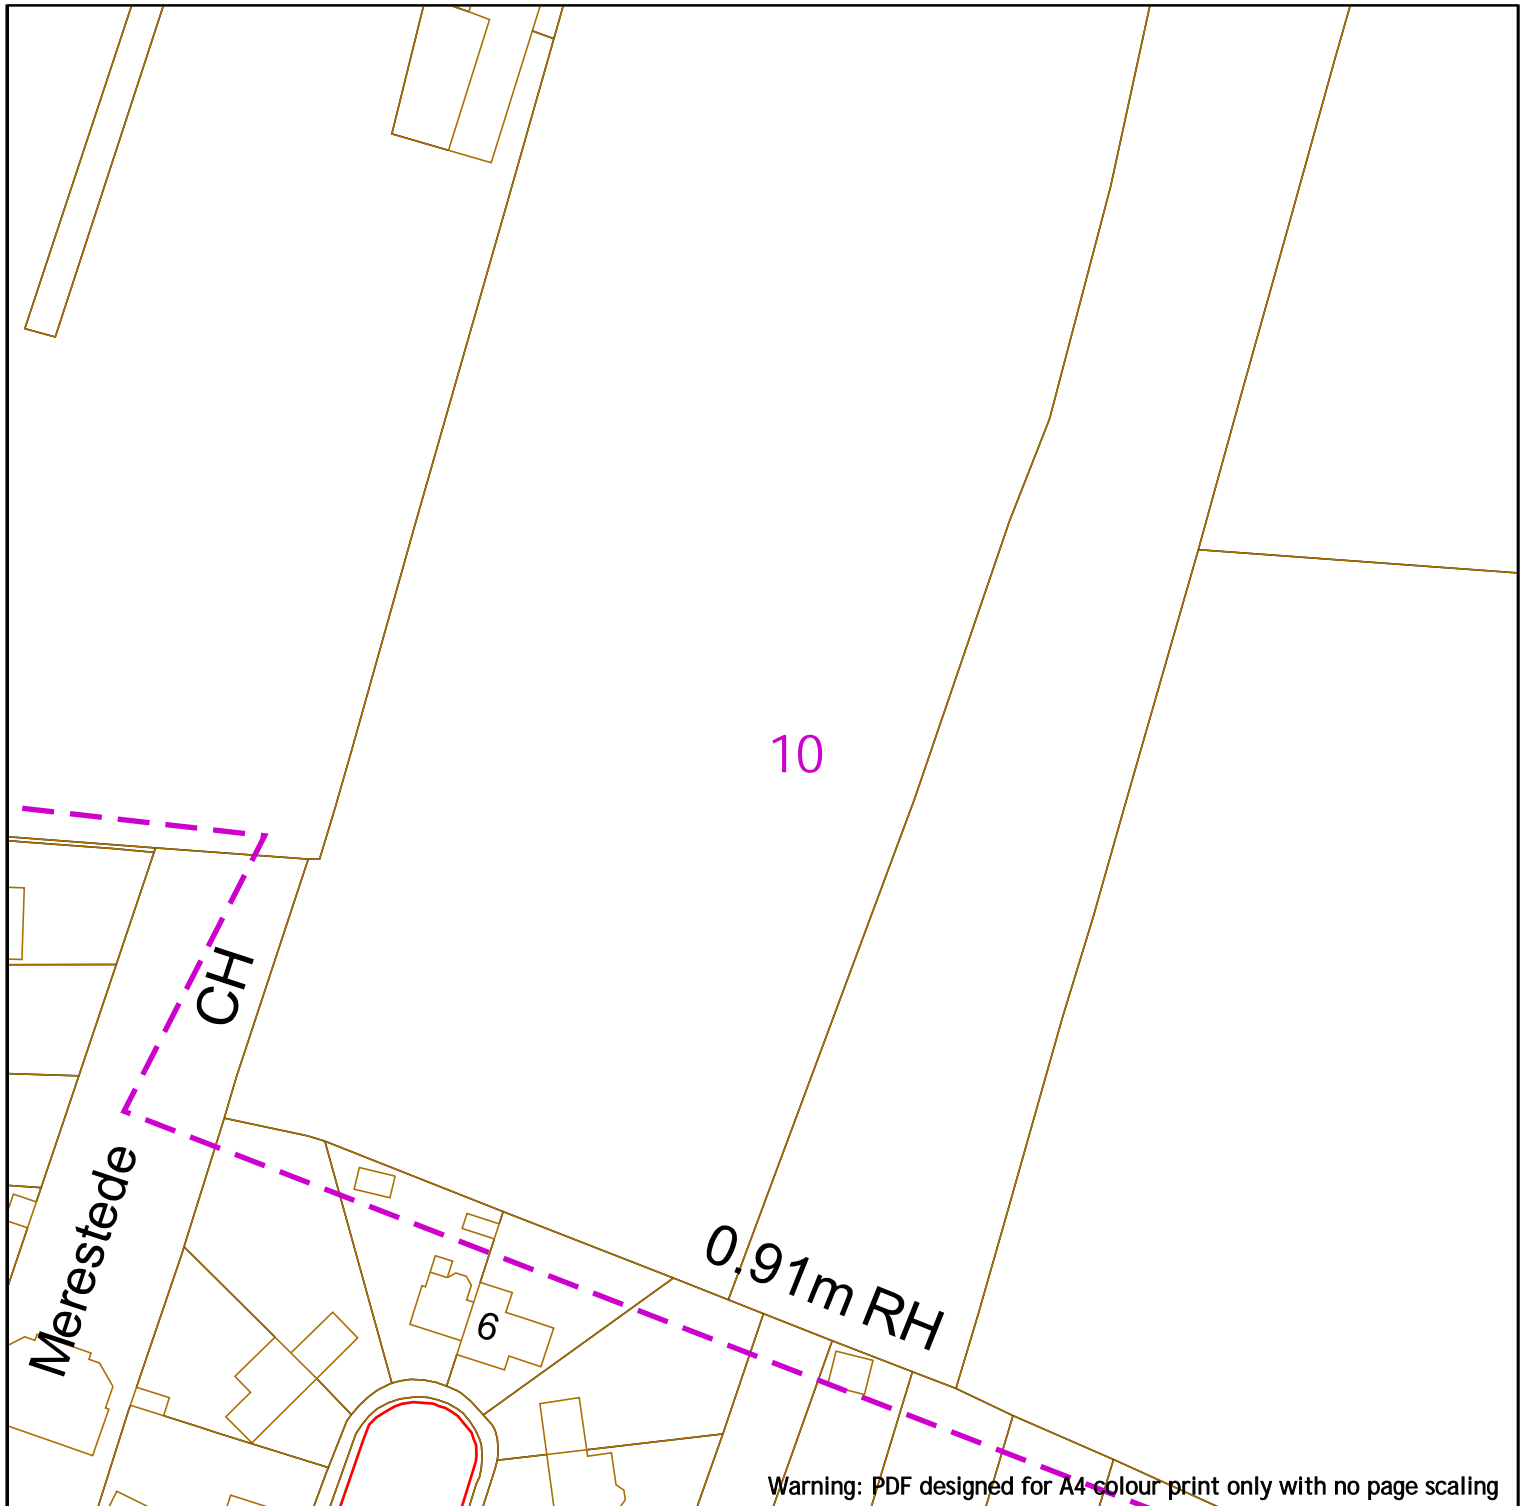 10
CH
Merestede
0.91m RH
6
Warning: PDF designed for A4 colour print only with no page scaling